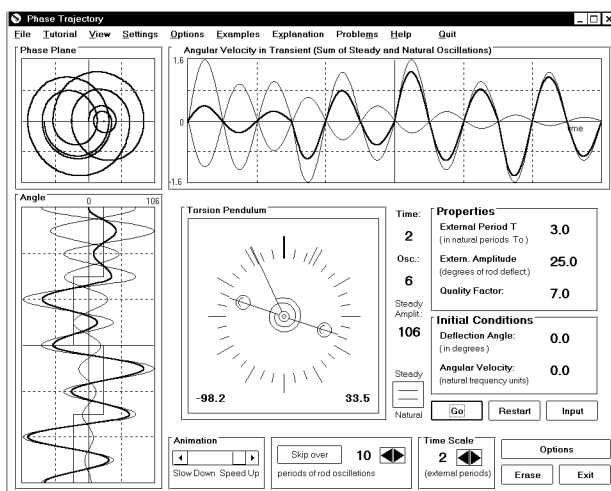 Phase Trajectory
File Tutorial View Settings Options Examples Explanation Problems Help Quit
Phase Plane
Angular Velocity in Transient (Sum of Steady and Natural Oscillations)
1.6
0
-1.6
Angle
0 106
Torsion Pendulum
-98.2 33.5
Time:
2
Osc.:
6
Steady
Amplit:
106
Steady
Natural
Properties
External Period T 3.0
(in natural periods To)
Extern. Amplitude 25.0
(degrees of rod deflect.)
Quality Factor: 7.0
Initial Conditions
Deflection Angle: 0.0
(in degrees)
Angular Velocity: 0.0
(natural frequency units)
Go Restart Input
Animation
Slow Down Speed Up
Skip over 10
periods of rod oscillations
Time Scale
2
(external periods)
Options
Erase Exit